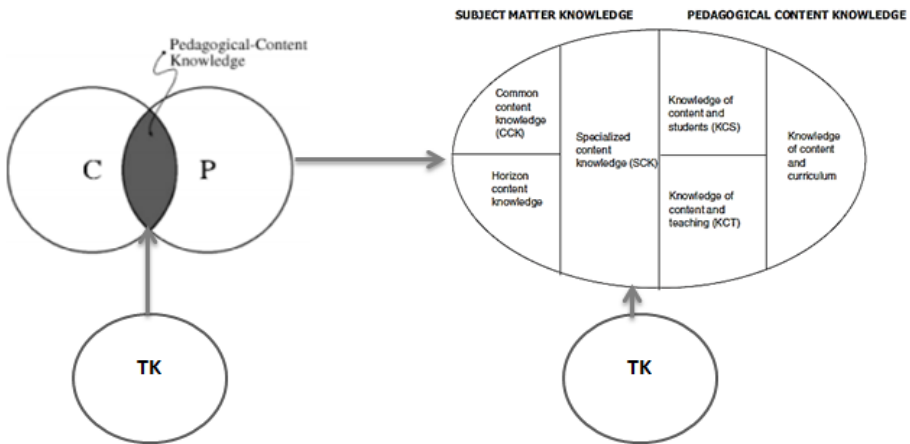 SUBJECT MATTER KNOWLEDGE
PEDAGOGICAL CONTENT KNOWLEDGE
Pedagogical-Content
Knowledge
C
P
Common
content
knowledge
(CCK)
Horizon
content
knowledge
Specialized
content
knowledge (SCK)
Knowledge of
content and
students (KCS)
Knowledge of
content and
teaching (KCT)
Knowledge
of content
and
curriculum
TK
TK